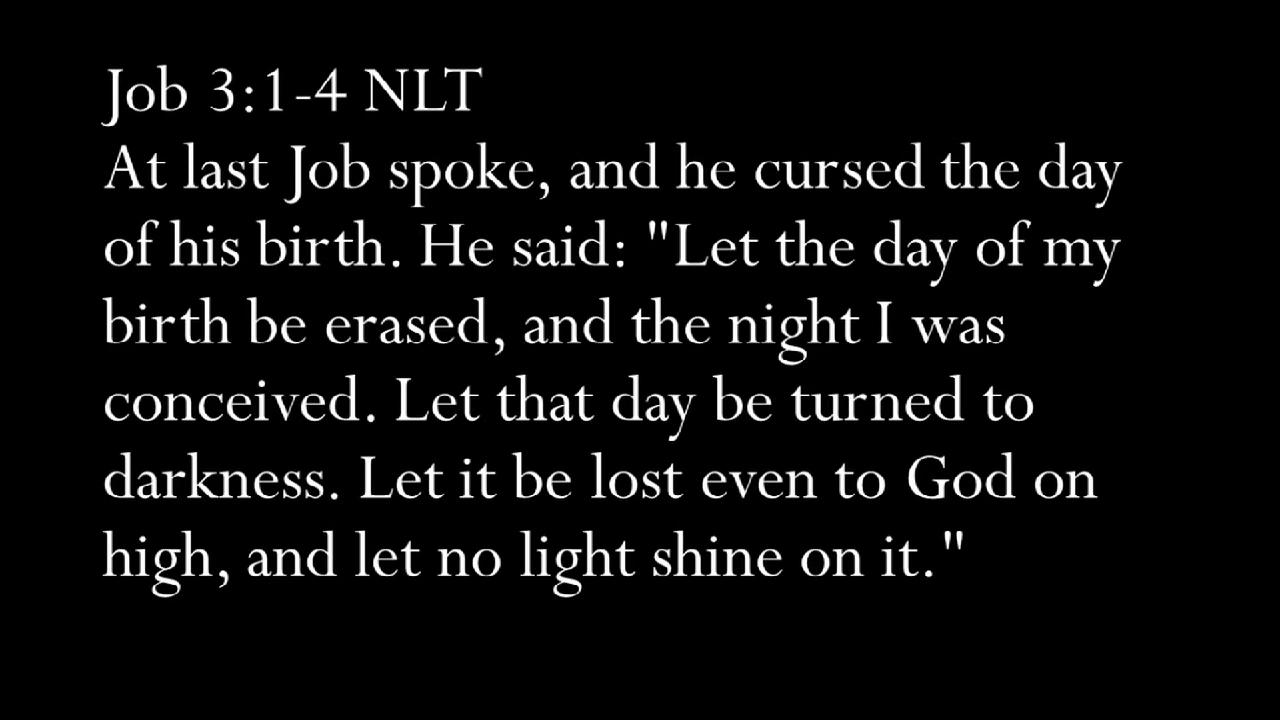 Job 3:1-4 NLT
At last Job spoke, and he cursed the day
of his birth. He said: "Let the day of my
birth be erased, and the night I was
conceived. Let that day be turned to
darkness. Let it be lost even to God on
high, and let no light shine on it."